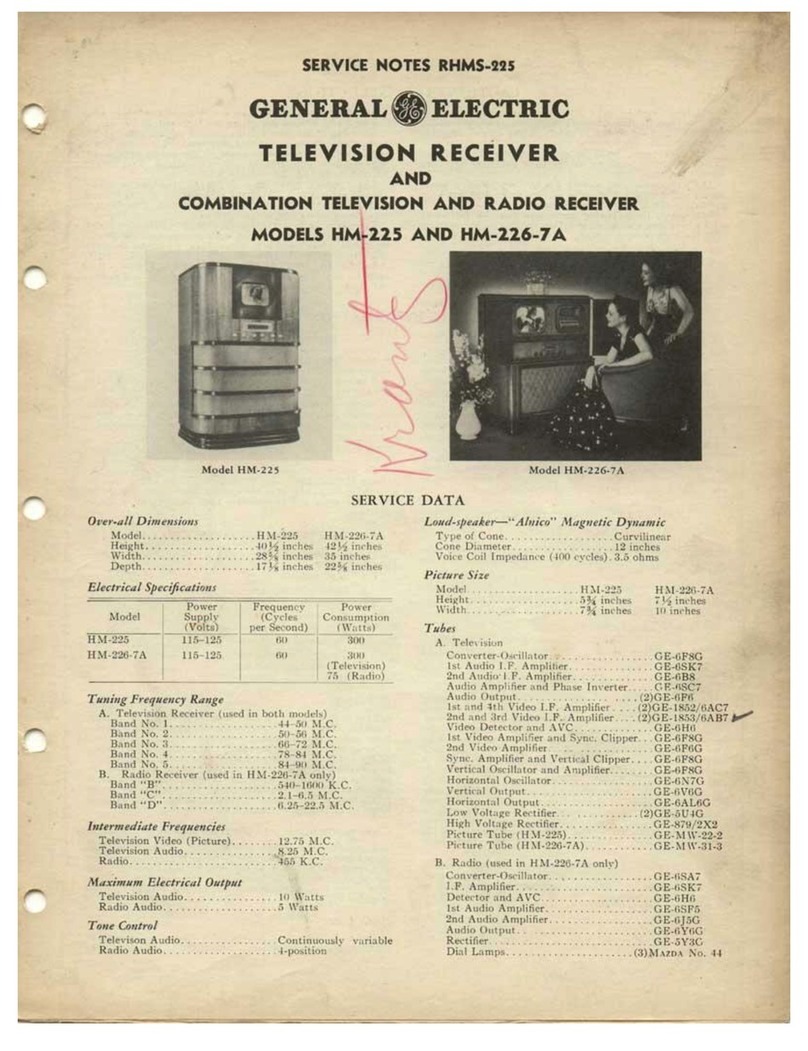 SERVICE NOTES RHMS-225
GENERAL GE ELECTRIC
TELEVISION RECEIVER
AND
COMBINATION TELEVISION AND RADIO RECEIVER
MODELS HM-225 AND HM-226-7A
Krantz
Model HM-225
Model HM-226-7A
SERVICE DATA
Over-all Dimensions
Model.................... HM-225 HM-226-7A
Height.................... 40½ inches 42½ inches
Width.................... 28⅝ inches 35 inches
Depth.................... 17⅛ inches 22⅝ inches
Electrical Specifications
Model Power Supply (Volts) Frequency (Cycles per Second) Power Consumption (Watts)
HM-225 115-125 60 300
HM-226-7A 115-125 60 300 (Television) 75 (Radio)
Tuning Frequency Range
A. Television Receiver (used in both models)
Band No. 1.................... 44-50 M.C.
Band No. 2.................... 50-56 M.C.
Band No. 3.................... 66-72 M.C.
Band No. 4.................... 78-84 M.C.
Band No. 5.................... 84-90 M.C.
B. Radio Receiver (used in HM-226-7A only)
Band "B".................... 540-1600 K.C.
Band "C".................... 2.1-6.5 M.C.
Band "D".................... 6.25-22.5 M.C.
Intermediate Frequencies
Television Video (Picture)........ 12.75 M.C.
Television Audio.................... 8.25 M.C.
Radio.................... 455 K.C.
Maximum Electrical Output
Television Audio.................... 10 Watts
Radio Audio.................... 5 Watts
Tone Control
Televison Audio.................... Continuously variable
Radio Audio.................... 4-position
Loud-speaker—"Alnico" Magnetic Dynamic
Type of Cone.................... Curvilinear
Cone Diameter.................... 12 inches
Voice Coil Impedance (400 cycles). 3.5 ohms
Picture Size
Model.................... HM-225 HM-226-7A
Height.................... 5¾ inches 7½ inches
Width.................... 7¾ inches 10 inches
Tubes
A. Television
Converter-Oscillator.................... GE-6F8G
1st Audio I.F. Amplifier.................... GE-6SK7
2nd Audio I.F. Amplifier.................... GE-6B8
Audio Amplifier and Phase Inverter..... GE-6SC7
Audio Output.................... (2)GE-6F6
1st and 4th Video I.F. Amplifier.... (2)GE-1852/6AC7
2nd and 3rd Video I.F. Amplifier... (2)GE-1853/6AB7
Video Detector and AVC.................... GE-6H6
1st Video Amplifier and Sync. Clipper... GE-6F8G
2nd Video Amplifier.................... GE-6F6G
Sync. Amplifier and Vertical Clipper.... GE-6F8G
Vertical Oscillator and Amplifier....... GE-6F8G
Horizontal Oscillator.................... GE-6N7G
Vertical Output.................... GE-6V6G
Horizontal Output.................... GE-6AL6G
Low Voltage Rectifier.................... (2)GE-5U4G
High Voltage Rectifier.................... GE-879/2X2
Picture Tube (HM-225).................... GE-MW-22-2
Picture Tube (HM-226-7A).................... GE-MW-31-3
B. Radio (used in HM-226-7A only)
Converter-Oscillator.................... GE-6SA7
I.F. Amplifier.................... GE-6SK7
Detector and AVC.................... GE-6H6
1st Audio Amplifier.................... GE-6SF5
2nd Audio Amplifier.................... GE-6J5G
Audio Output.................... GE-6Y6G
Rectifier.................... GE-5Y3G
Dial Lamps.................... (3)MAZDA No. 44